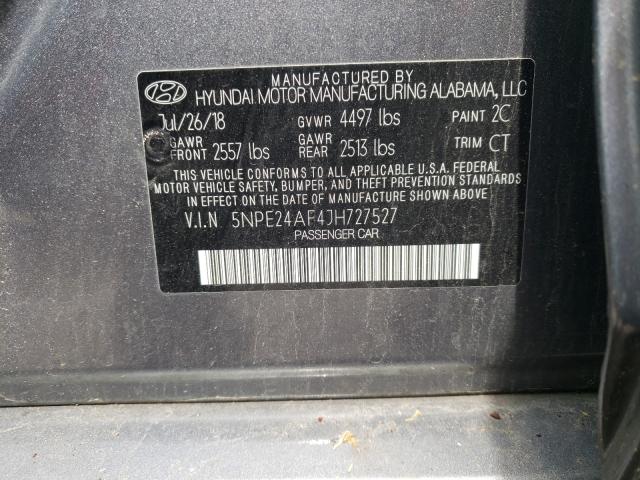 MANUFACTURED BY
HYUNDAI MOTOR MANUFACTURING ALABAMA, LLC
Jul/26/18 GVWR 4497 lbs PAINT 2C
GAWR FRONT 2557 lbs GAWR REAR 2513 lbs TRIM CT
THIS VEHICLE CONFORMS TO ALL APPLICABLE U.S.A. FEDERAL
MOTOR VEHICLE SAFETY, BUMPER, AND THEFT PREVENTION STANDARDS
IN EFFECT ON THE DATE OF MANUFACTURE SHOWN ABOVE.
V.I.N 5NPE24AF4JH727527
PASSENGER CAR